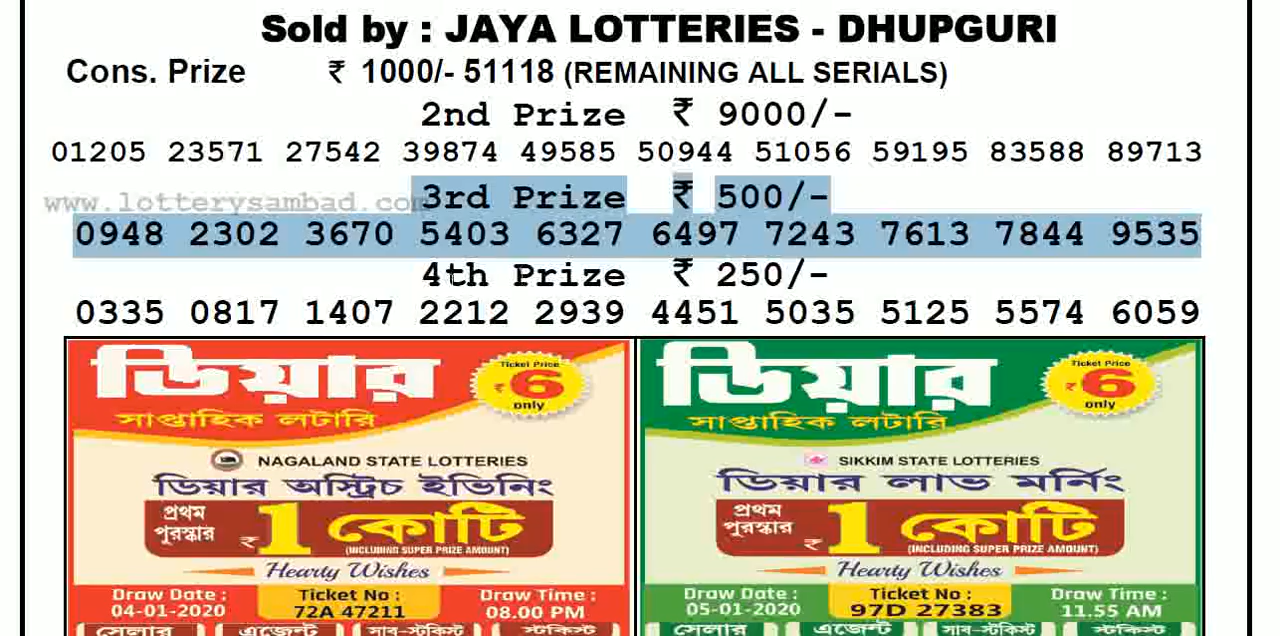 Sold by : JAYA LOTTERIES - DHUPGURI
Cons. Prize ₹ 1000/- 51118 (REMAINING ALL SERIALS)
2nd Prize ₹ 9000/-
01205 23571 27542 39874 49585 50944 51056 59195 83588 89713
www.lotterysambad.com
3rd Prize ₹ 500/-
0948 2302 3670 5403 6327 6497 7243 7613 7844 9535
4th Prize ₹ 250/-
0335 0817 1407 2212 2939 4451 5035 5125 5574 6059
ডিয়ার
Ticket Price
₹6
only
সাপ্তাহিক লটারি
NAGALAND STATE LOTTERIES
ডিয়ার অস্ট্রিচ ইভিনিং
প্রথম
পুরস্কার
₹1 কোটি
(INCLUDING SUPER PRIZE AMOUNT)
Hearty Wishes
Draw Date :
04-01-2020
Ticket No :
72A 47211
Draw Time :
08.00 PM
সেলার এজেন্ট সাব-স্টকিস্ট স্টকিস্ট
ডিয়ার
Ticket Price
₹6
only
সাপ্তাহিক লটারি
SIKKIM STATE LOTTERIES
ডিয়ার লাভ মর্নিং
প্রথম
পুরস্কার
₹1 কোটি
(INCLUDING SUPER PRIZE AMOUNT)
Hearty Wishes
Draw Date :
05-01-2020
Ticket No :
97D 27383
Draw Time :
11.55 AM
সেলার এজেন্ট সাব-স্টকিস্ট স্টকিস্ট